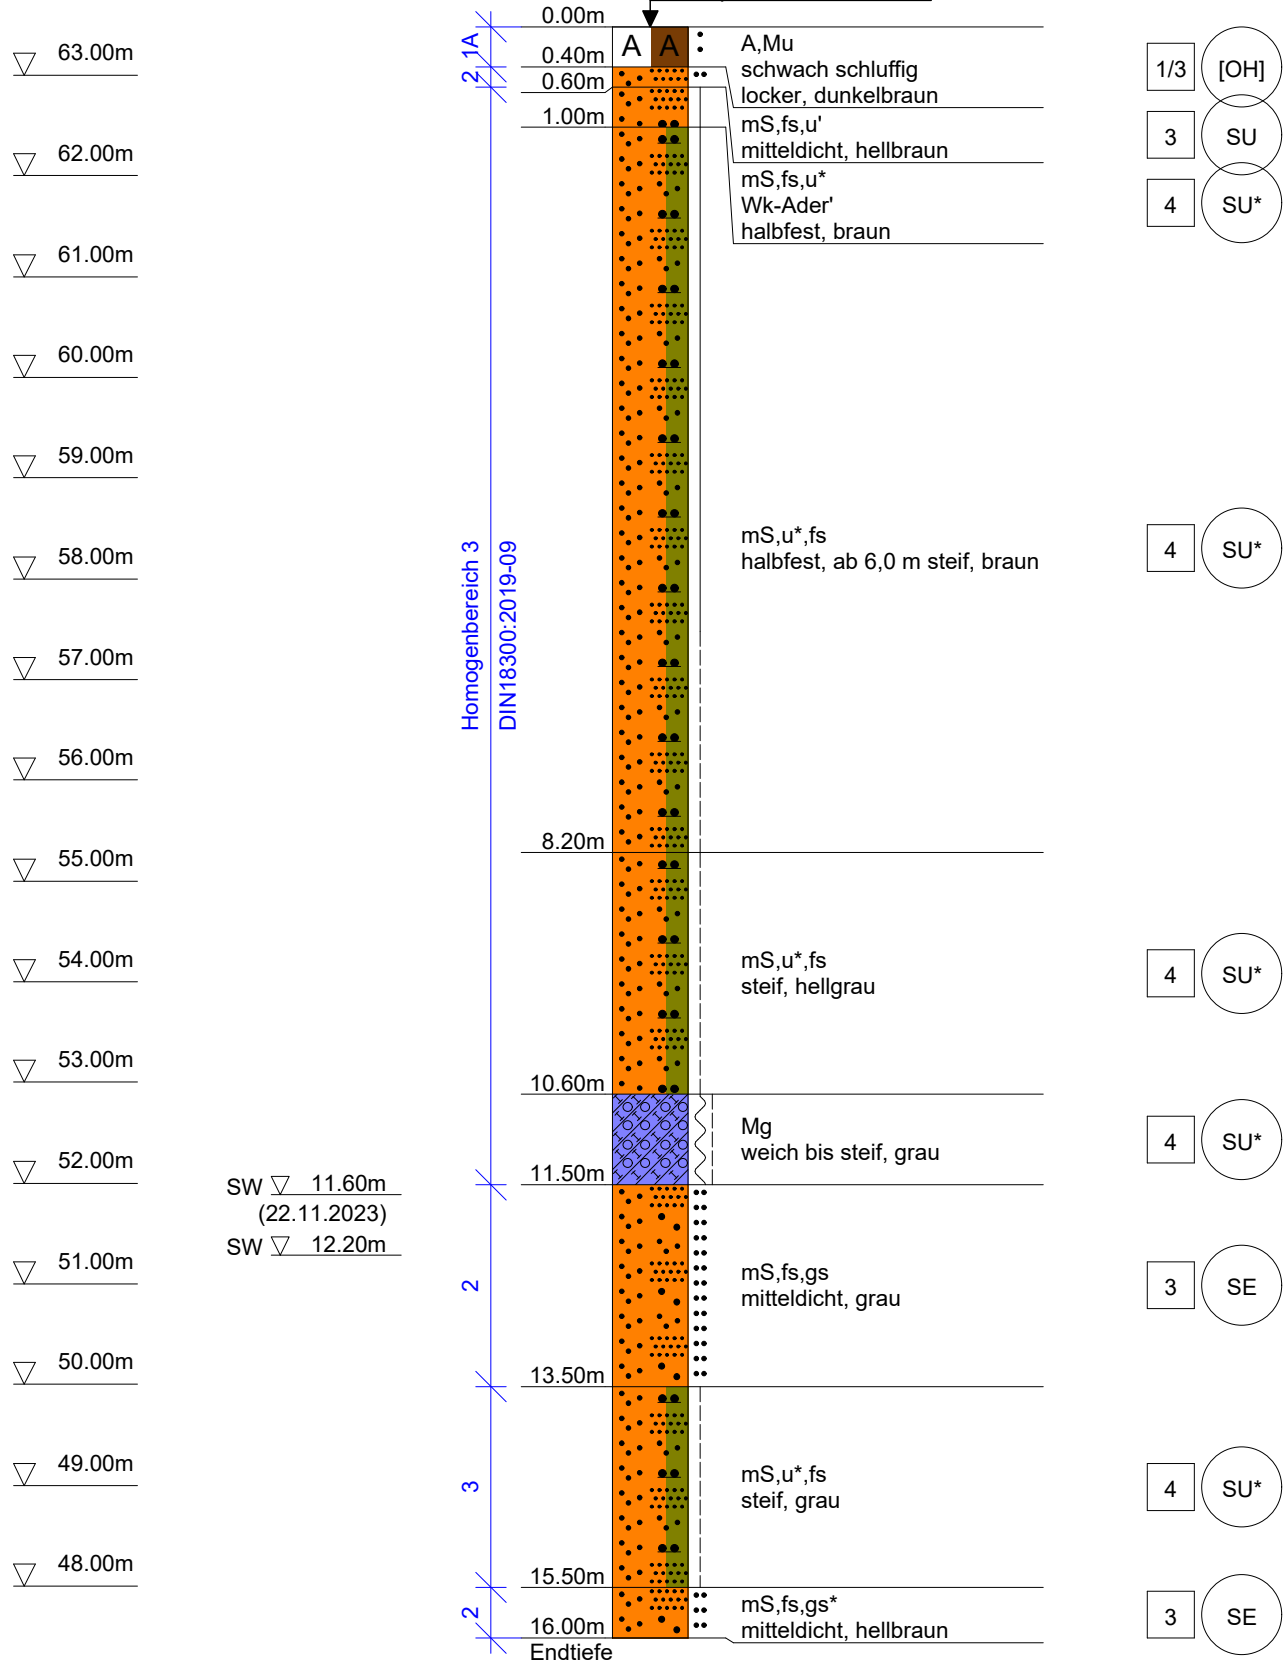 0.00m
63.00m
1A
A A
A,Mu
schwach schluffig
locker, dunkelbraun
1/3
[OH]
0.40m
2
0.60m
1.00m
mS,fs,u'
mitteldicht, hellbraun
3
SU
62.00m
mS,fs,u*
Wk-Ader'
halbfest, braun
4
SU*
61.00m
60.00m
59.00m
58.00m
Homogenbereich 3
DIN18300:2019-09
mS,u*,fs
halbfest, ab 6,0 m steif, braun
4
SU*
57.00m
56.00m
8.20m
55.00m
54.00m
mS,u*,fs
steif, hellgrau
4
SU*
53.00m
10.60m
Mg
weich bis steif, grau
4
SU*
52.00m
11.50m
SW 11.60m
(22.11.2023)
SW 12.20m
51.00m
2
mS,fs,gs
mitteldicht, grau
3
SE
50.00m
13.50m
49.00m
3
mS,u*,fs
steif, grau
4
SU*
48.00m
15.50m
2
mS,fs,gs*
mitteldicht, hellbraun
3
SE
16.00m
Endtiefe